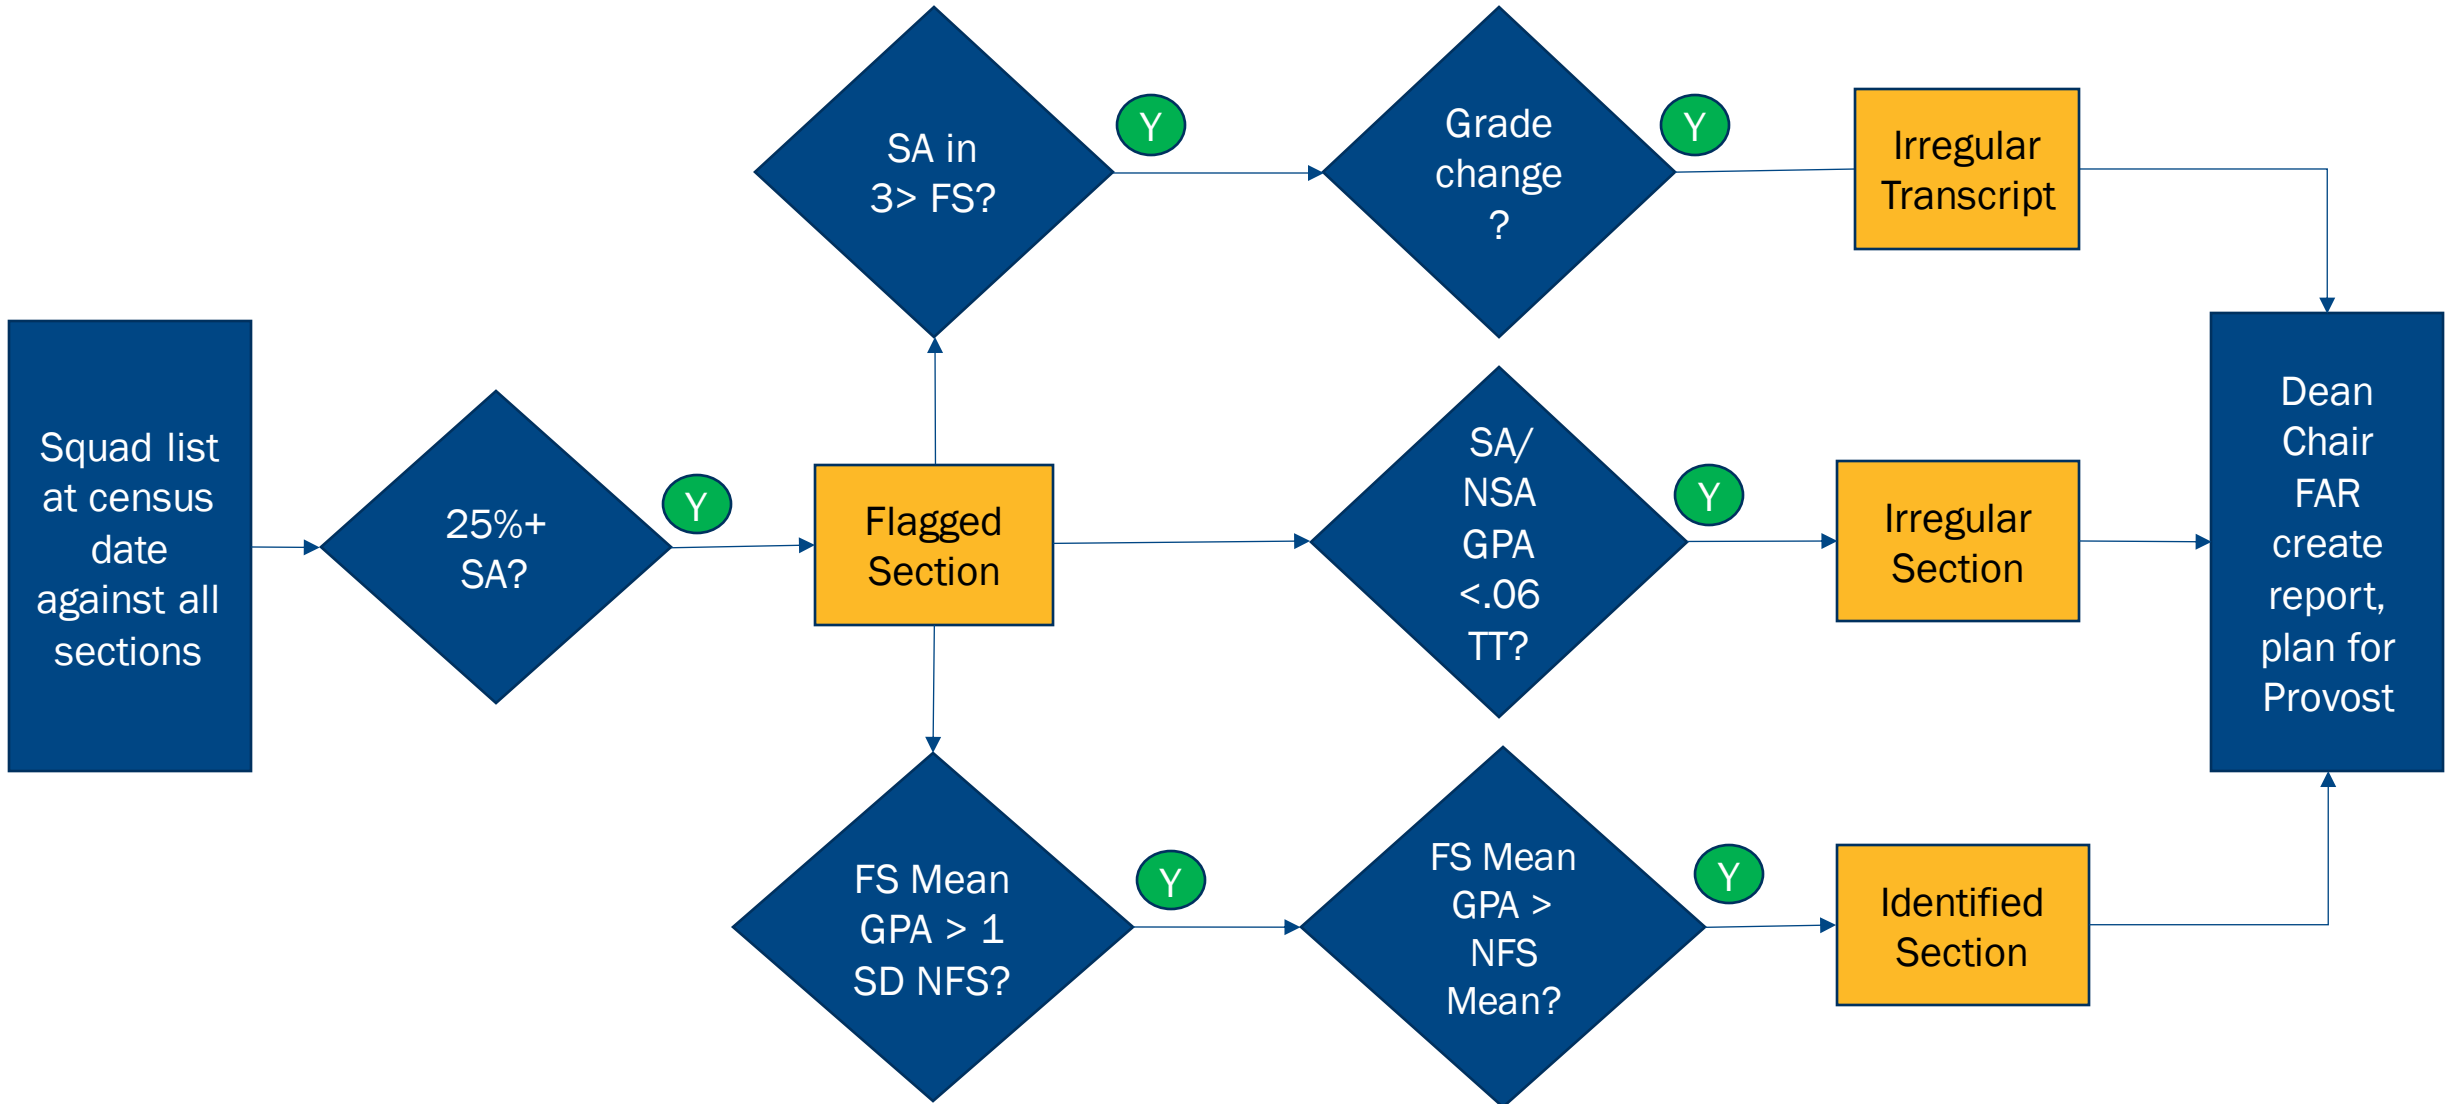 Squad list
at census
date
against all
sections
25%+
SA?
Y
Flagged
Section
SA in
3> FS?
Y
Grade
change
?
Y
Irregular
Transcript
SA/
NSA
GPA
<.06
TT?
Y
Irregular
Section
FS Mean
GPA > 1
SD NFS?
Y
FS Mean
GPA >
NFS
Mean?
Y
Identified
Section
Dean
Chair
FAR
create
report,
plan for
Provost